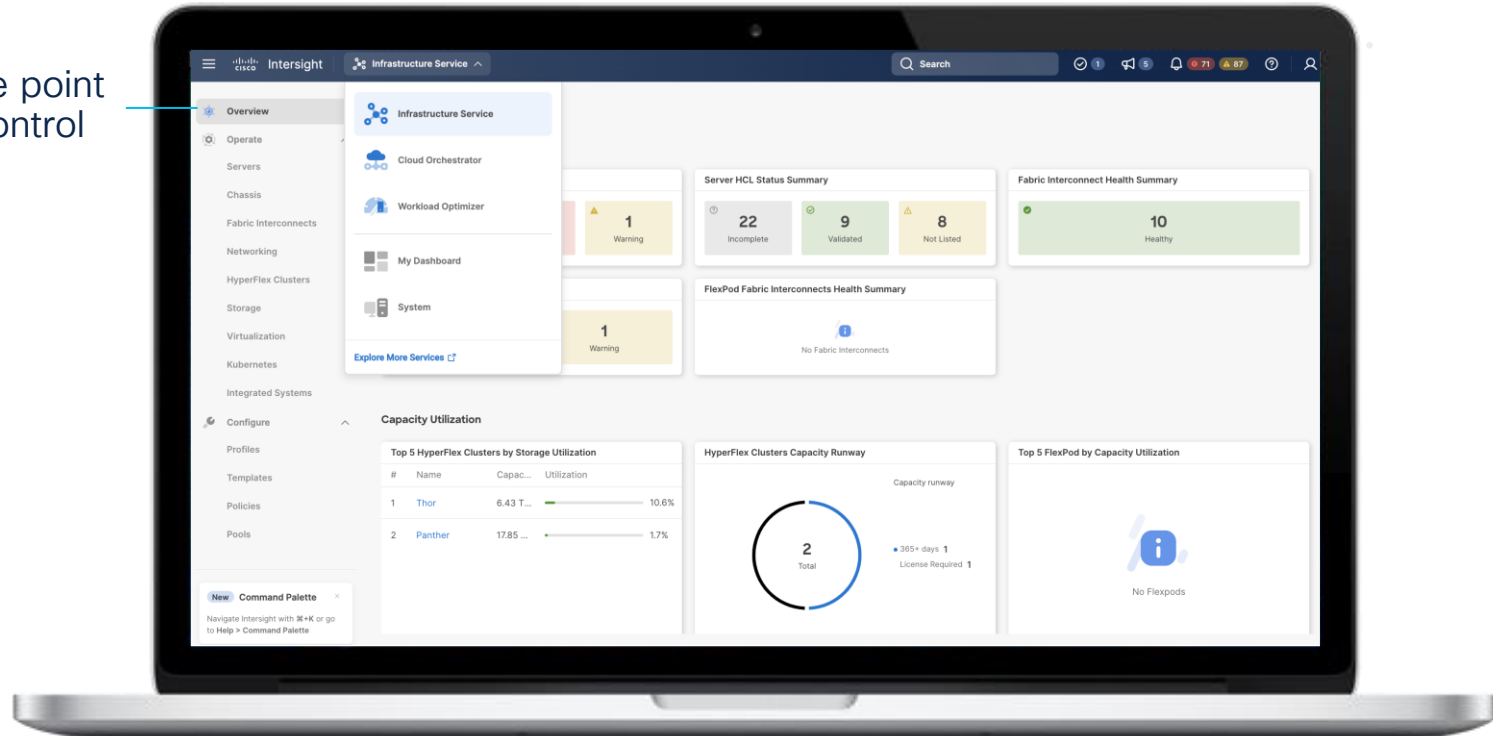 e point
ontrol
cisco Intersight
Infrastructure Service
Search
1
5
71
87
Overview
Operate
Servers
Chassis
Fabric Interconnects
Networking
HyperFlex Clusters
Storage
Virtualization
Kubernetes
Integrated Systems
Configure
Profiles
Templates
Policies
Pools
New Command Palette
Navigate Intersight with ⌘+K or go
to Help > Command Palette
Infrastructure Service
Cloud Orchestrator
Workload Optimizer
My Dashboard
System
Explore More Services
1
Warning
Server HCL Status Summary
22
Incomplete
9
Validated
8
Not Listed
Fabric Interconnect Health Summary
10
Healthy
1
Warning
FlexPod Fabric Interconnects Health Summary
No Fabric Interconnects
Capacity Utilization
Top 5 HyperFlex Clusters by Storage Utilization
# Name Capac... Utilization
1 Thor 6.43 T... 10.6%
2 Panther 17.85 ... 1.7%
HyperFlex Clusters Capacity Runway
Capacity runway
2
Total
365+ days 1
License Required 1
Top 5 FlexPod by Capacity Utilization
No Flexpods